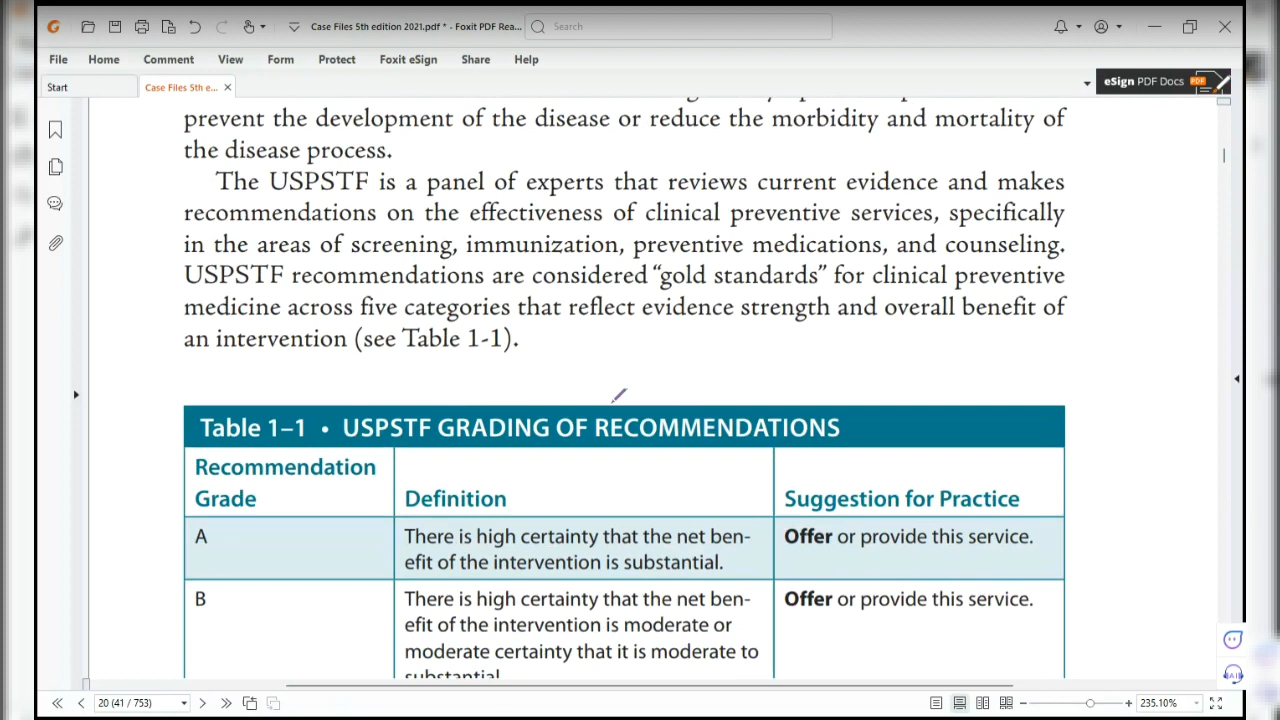 Case Files 5th edition 2021.pdf * - Foxit PDF Rea...
Search
File Home Comment View Form Protect Foxit eSign Share Help
Start
Case Files 5th e...
eSign PDF Docs
prevent the development of the disease or reduce the morbidity and mortality of
the disease process.
The USPSTF is a panel of experts that reviews current evidence and makes
recommendations on the effectiveness of clinical preventive services, specifically
in the areas of screening, immunization, preventive medications, and counseling.
USPSTF recommendations are considered “gold standards” for clinical preventive
medicine across five categories that reflect evidence strength and overall benefit of
an intervention (see Table 1-1).
Table 1–1 • USPSTF GRADING OF RECOMMENDATIONS
Recommendation
Grade
Definition
Suggestion for Practice
A
There is high certainty that the net ben-
efit of the intervention is substantial.
Offer or provide this service.
B
There is high certainty that the net ben-
efit of the intervention is moderate or
moderate certainty that it is moderate to
substantial.
Offer or provide this service.
20 (41 / 753)
235.10%